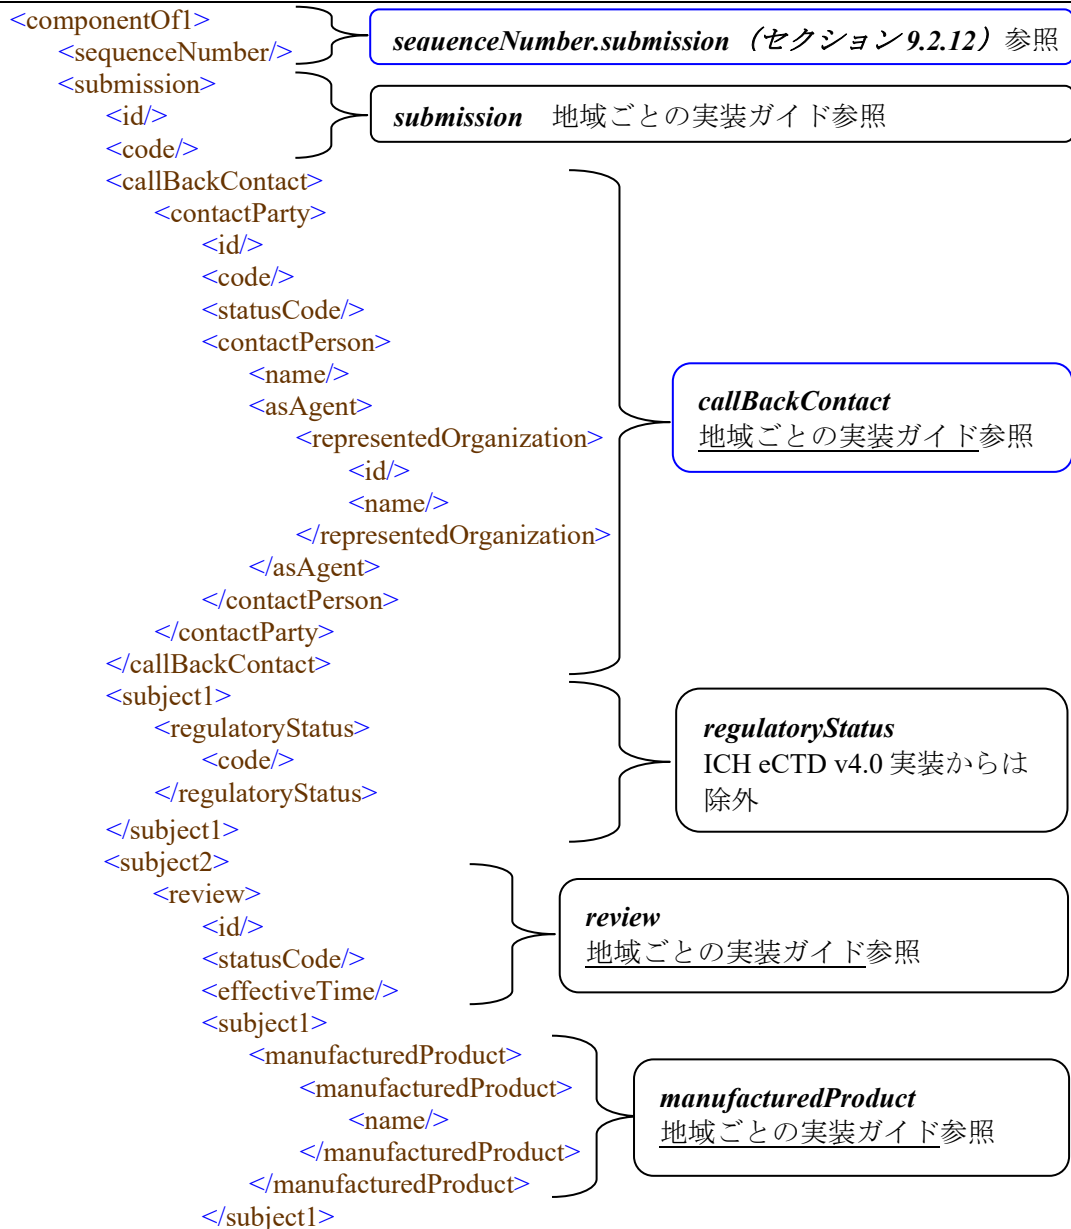 <componentOf1>
<sequenceNumber/>
sequenceNumber.submission（セクション 9.2.12）参照
<submission>
<id/>
submission　地域ごとの実装ガイド参照
<code/>
<callBackContact>
<contactParty>
<id/>
<code/>
<statusCode/>
<contactPerson>
<name/>
<asAgent>
callBackContact
<representedOrganization>
地域ごとの実装ガイド参照
<id/>
<name/>
</representedOrganization>
</asAgent>
</contactPerson>
</contactParty>
</callBackContact>
<subject1>
<regulatoryStatus>
regulatoryStatus
<code/>
ICH eCTD v4.0 実装からは
</regulatoryStatus>
除外
</subject1>
<subject2>
<review>
review
<id/>
地域ごとの実装ガイド参照
<statusCode/>
<effectiveTime/>
<subject1>
<manufacturedProduct>
<manufacturedProduct>
manufacturedProduct
<name/>
地域ごとの実装ガイド参照
</manufacturedProduct>
</manufacturedProduct>
</subject1>